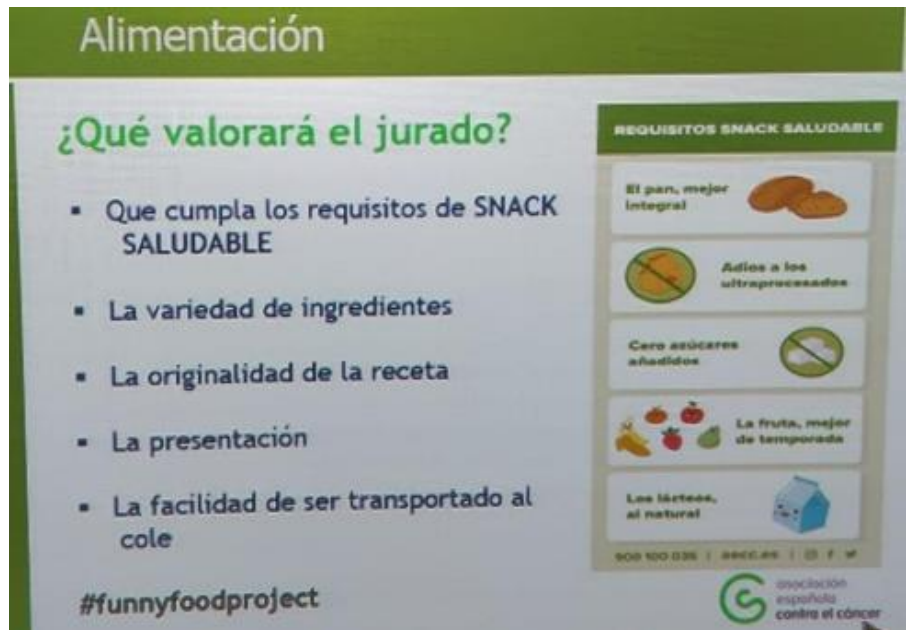 Alimentación
¿Qué valorará el jurado?
▪ Que cumpla los requisitos de SNACK
SALUDABLE
▪ La variedad de ingredientes
▪ La originalidad de la receta
▪ La presentación
▪ La facilidad de ser transportado al
cole
#funnyfoodproject
REQUISITOS SNACK SALUDABLE
El pan, mejor
integral
Adios a los
ultraprocesados
Cero azúcares
añadidos
La fruta, mejor
de temporada
Los lácteos,
al natural
900 100 036 | aecc.es |
asociación
española
contra el cáncer